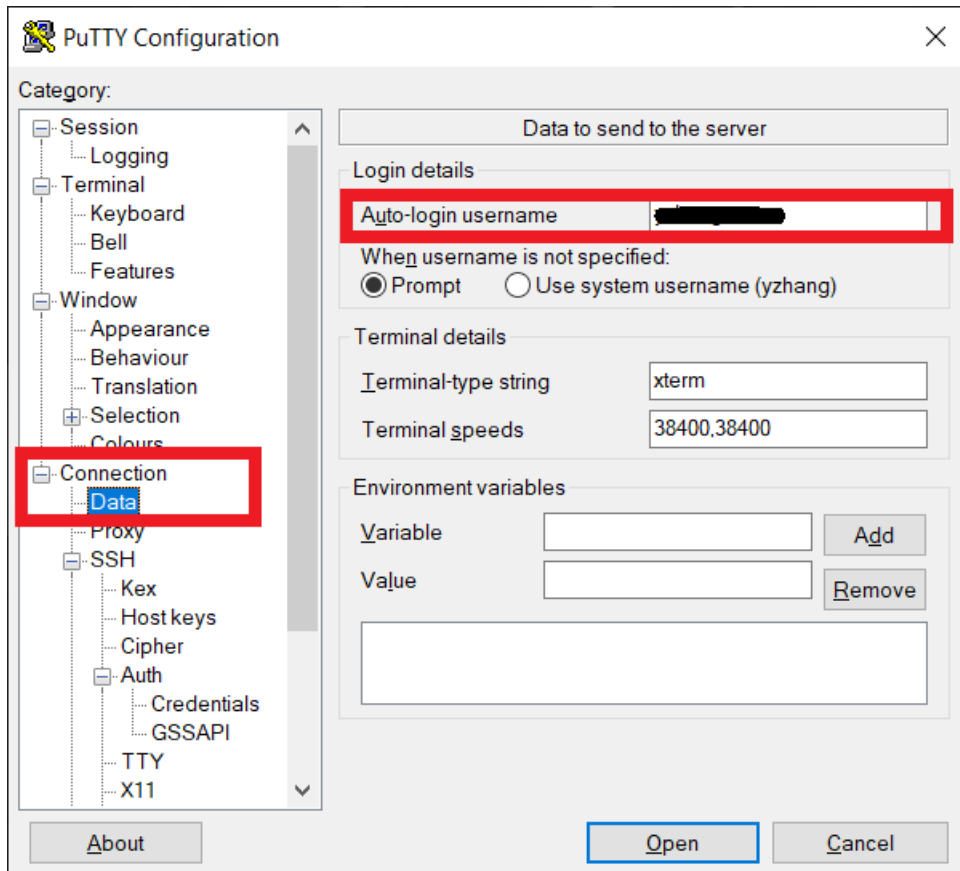 PuTTY Configuration
Category:
Session
Logging
Terminal
Keyboard
Bell
Features
Window
Appearance
Behaviour
Translation
Selection
Colours
Connection
Data
Proxy
SSH
Kex
Host keys
Cipher
Auth
Credentials
GSSAPI
TTY
X11
Data to send to the server
Login details
Auto-login username
When username is not specified:
Prompt Use system username (yzhang)
Terminal details
Terminal-type string xterm
Terminal speeds 38400,38400
Environment variables
Variable Add
Value Remove
About Open Cancel